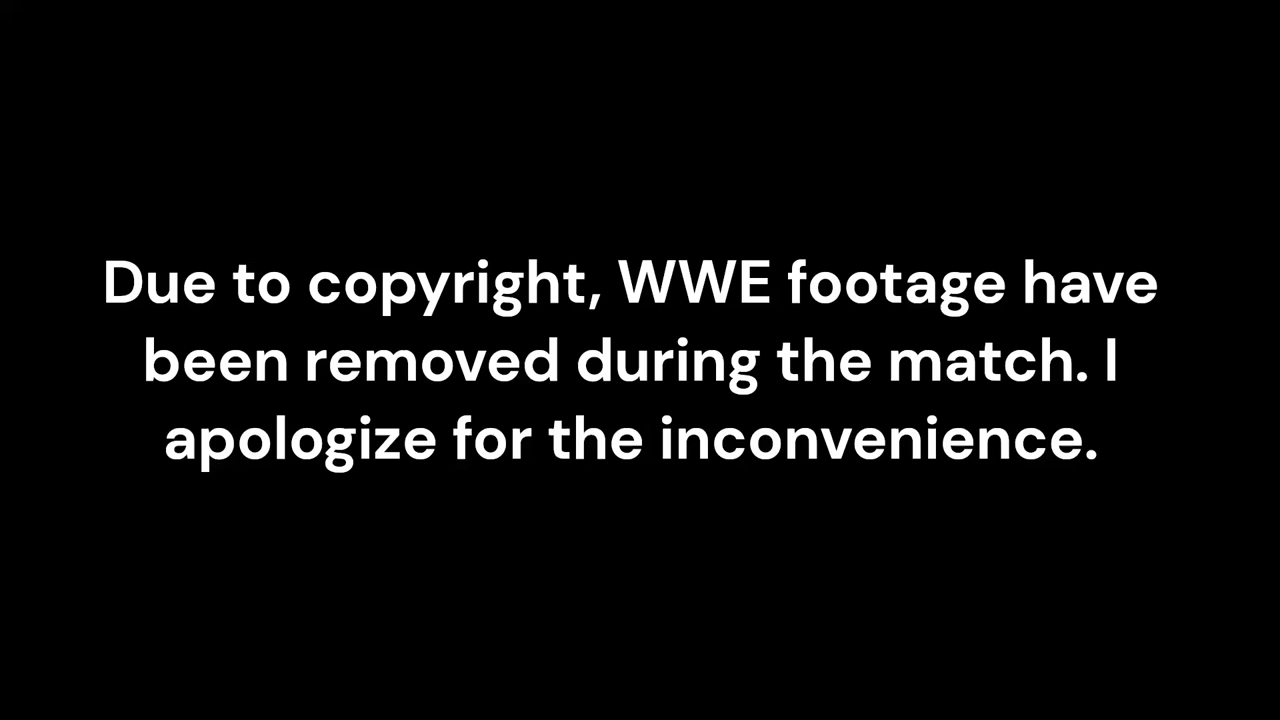 Due to copyright, WWE footage have
been removed during the match. I
apologize for the inconvenience.